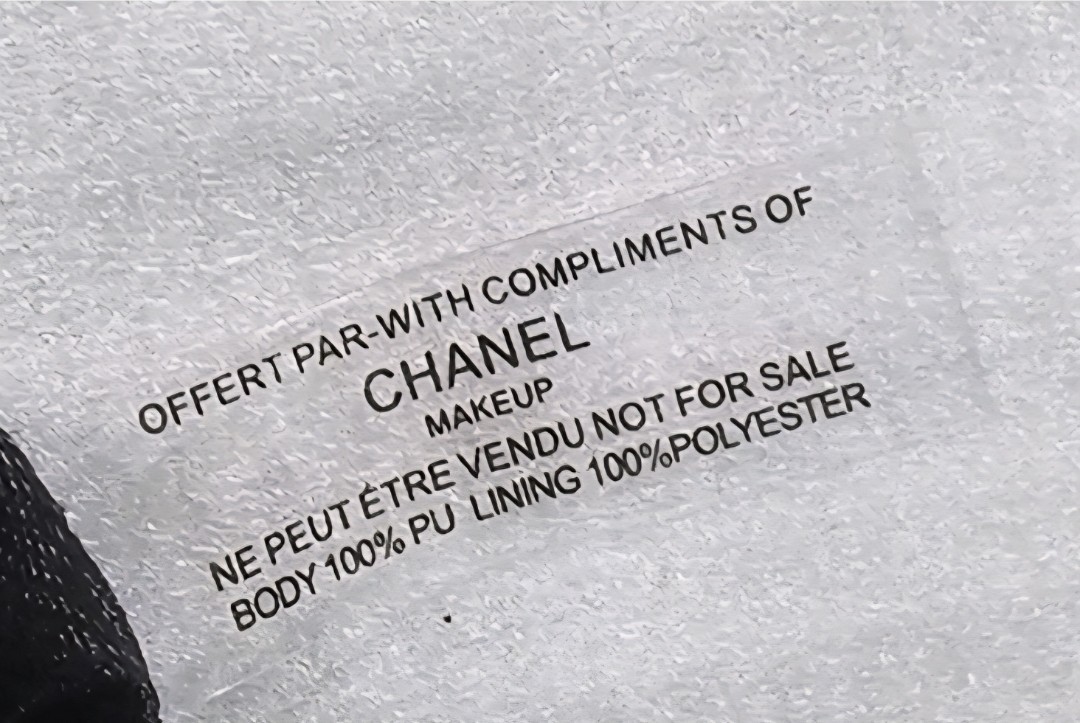 OFFERT PAR-WITH COMPLIMENTS OF
CHANEL
MAKEUP
NE PEUT ÊTRE VENDU NOT FOR SALE
BODY 100% PU LINING 100%POLYESTER